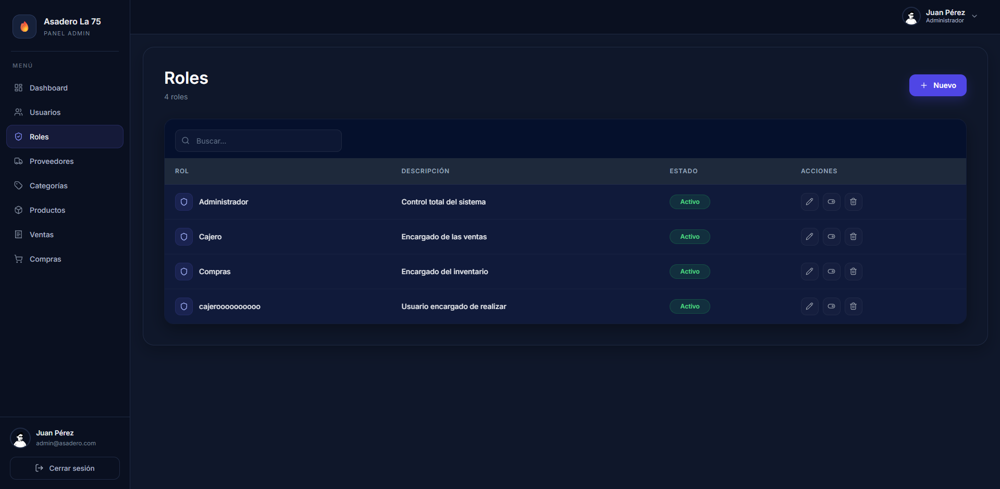 Asadero La 75
PANEL ADMIN
MENÚ
Dashboard
Usuarios
Roles
Proveedores
Categorías
Productos
Ventas
Compras
Juan Pérez
admin@asadero.com
Cerrar sesión
Juan Pérez
Administrador
Roles
4 roles
+ Nuevo
Buscar...
ROL DESCRIPCIÓN ESTADO ACCIONES
Administrador Control total del sistema Activo
Cajero Encargado de las ventas Activo
Compras Encargado del inventario Activo
cajeroooooooooo Usuario encargado de realizar Activo